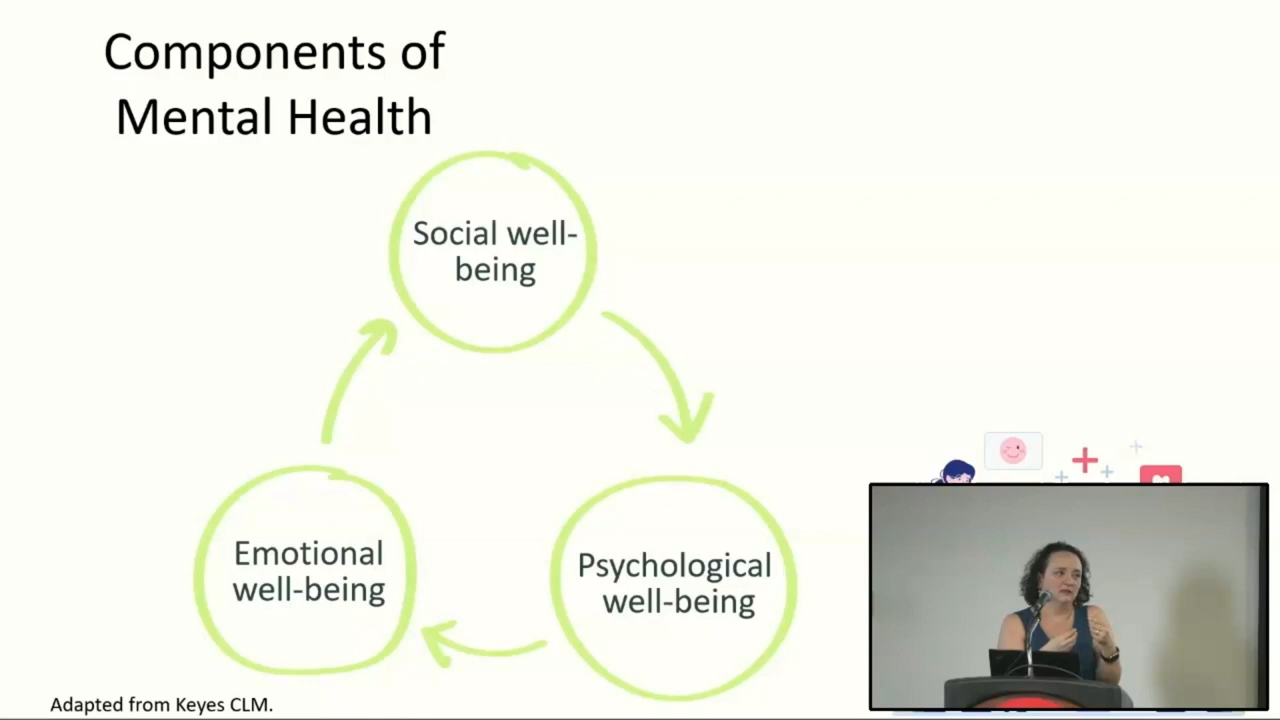 Components of
Mental Health
Social well-
being
Emotional
well-being
Psychological
well-being
Adapted from Keyes CLM.